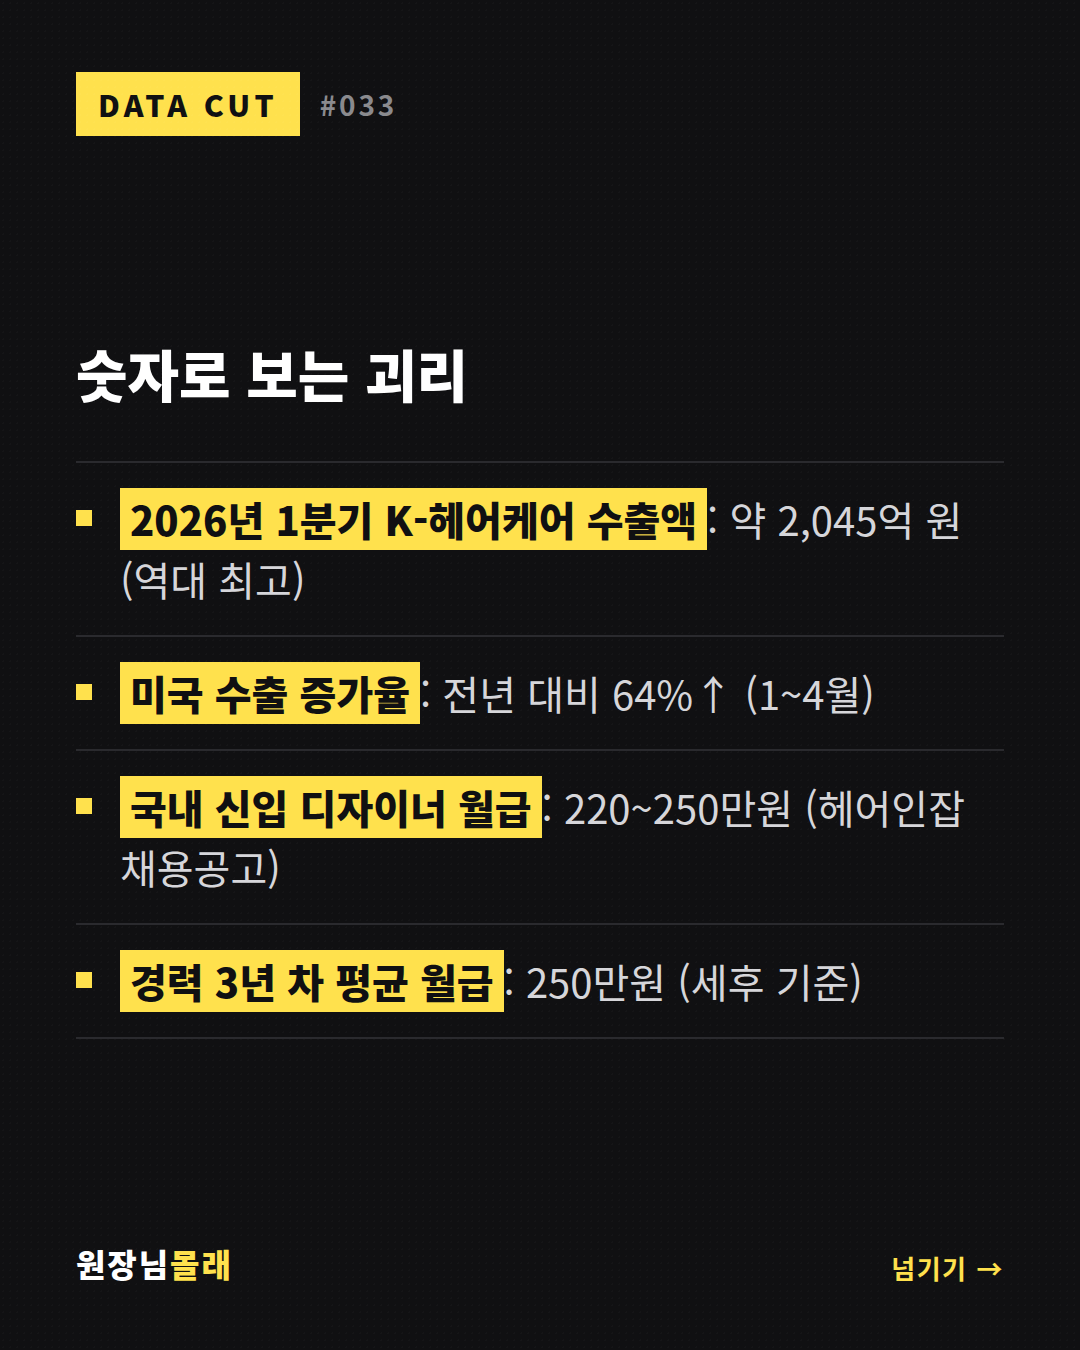 DATA CUT #033
숫자로 보는 괴리
2026년 1분기 K-헤어케어 수출액: 약 2,045억 원
(역대 최고)
미국 수출 증가율: 전년 대비 64%↑ (1~4월)
국내 신입 디자이너 월급: 220~250만원 (헤어인잡
채용공고)
경력 3년 차 평균 월급: 250만원 (세후 기준)
원장님몰래
넘기기 →